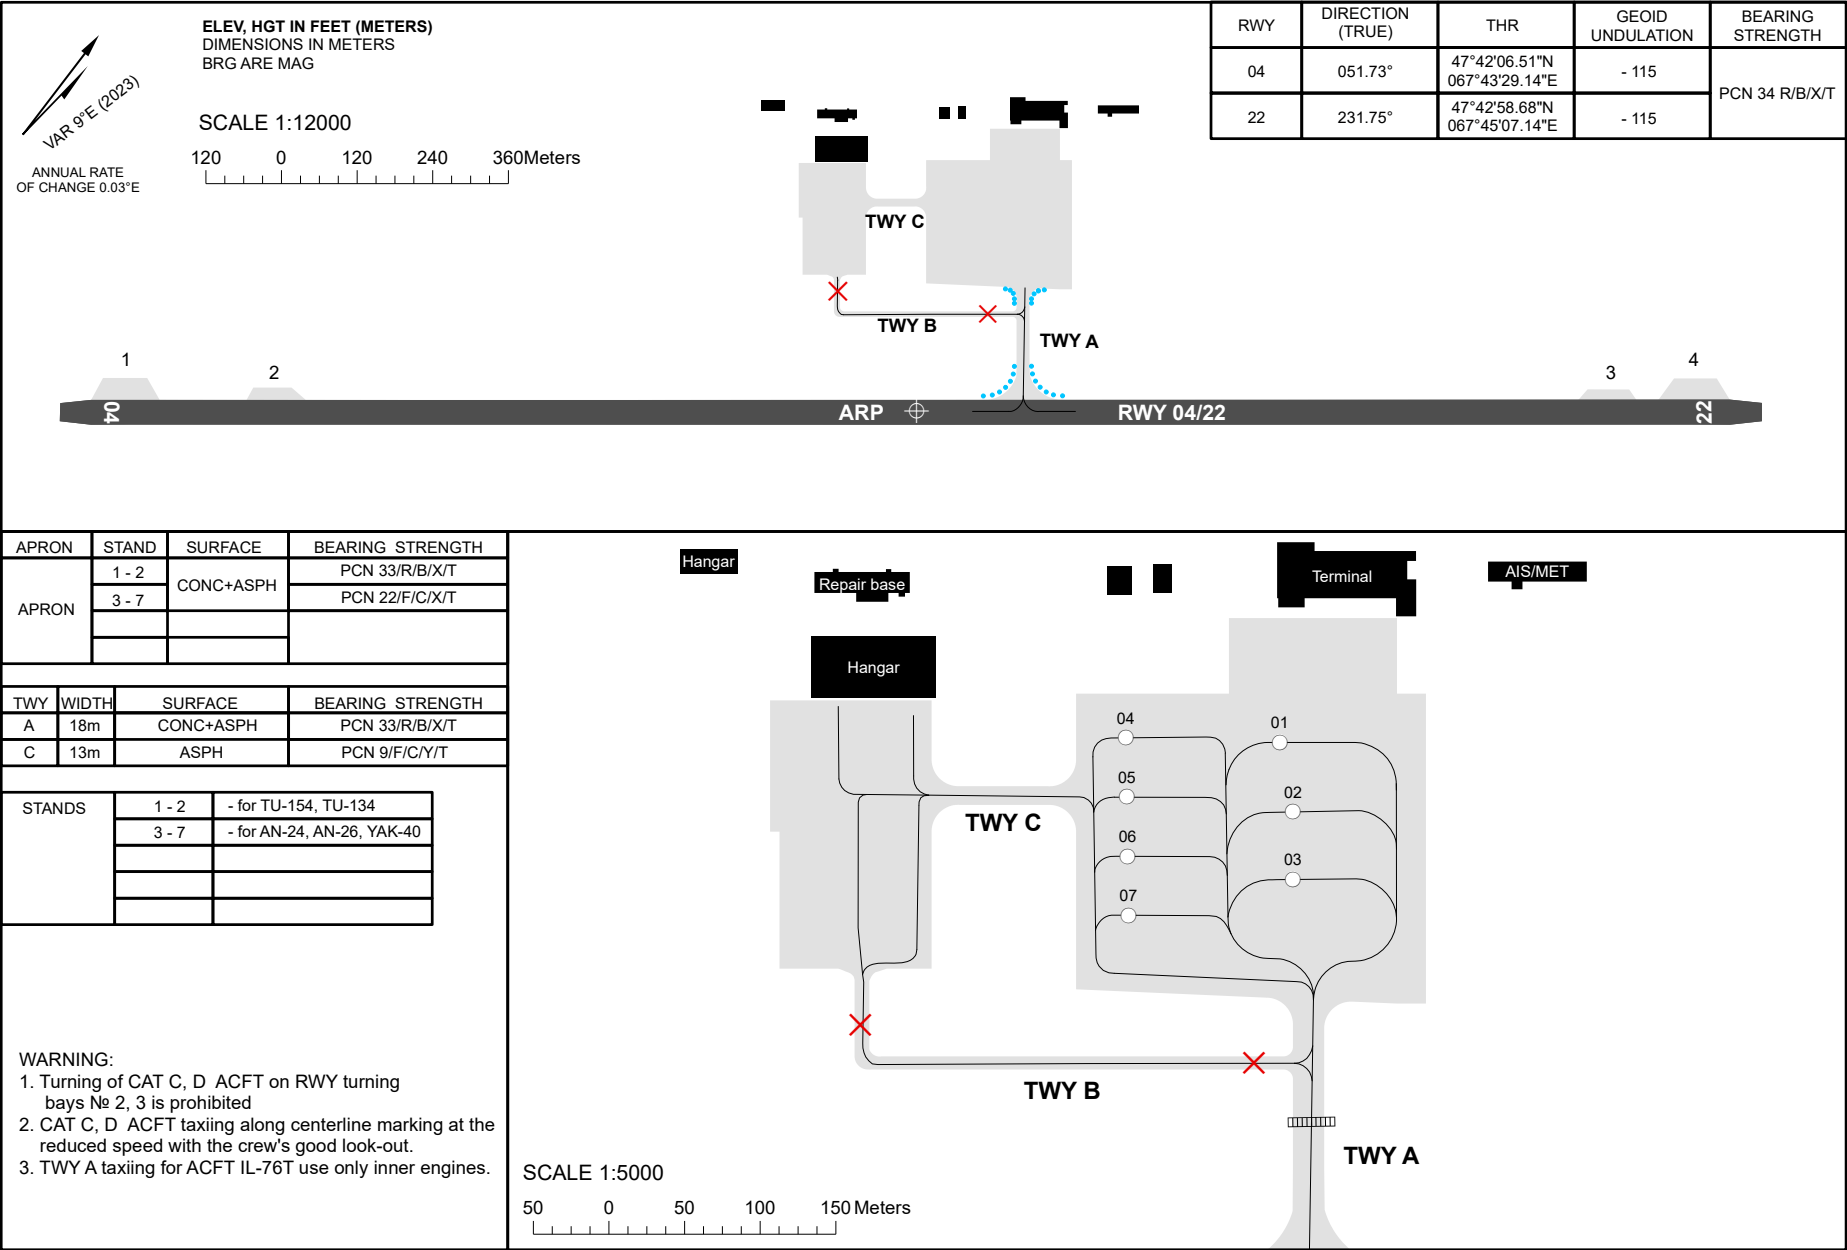 ELEV, HGT IN FEET (METERS)
DIMENSIONS IN METERS
BRG ARE MAG
VAR 9°E (2023)
ANNUAL RATE
OF CHANGE 0.03°E
SCALE 1:12000
120 0 120 240 360Meters
RWY DIRECTION (TRUE) THR GEOID UNDULATION BEARING STRENGTH
04 051.73° 47°42'06.51"N 067°43'29.14"E - 115 PCN 34 R/B/X/T
22 231.75° 47°42'58.68"N 067°45'07.14"E - 115
TWY C
TWY B
TWY A
1
2
3
4
04
ARP
RWY 04/22
22
APRON STAND SURFACE BEARING STRENGTH
APRON 1 - 2 CONC+ASPH PCN 33/R/B/X/T
3 - 7 PCN 22/F/C/X/T
TWY WIDTH SURFACE BEARING STRENGTH
A 18m CONC+ASPH PCN 33/R/B/X/T
C 13m ASPH PCN 9/F/C/Y/T
STANDS 1 - 2 - for TU-154, TU-134
3 - 7 - for AN-24, AN-26, YAK-40
WARNING:
1. Turning of CAT C, D ACFT on RWY turning
bays № 2, 3 is prohibited
2. CAT C, D ACFT taxiing along centerline marking at the
reduced speed with the crew's good look-out.
3. TWY A taxiing for ACFT IL-76T use only inner engines.
Hangar
Repair base
Terminal
AIS/MET
Hangar
04
01
05
02
06
03
07
TWY C
TWY B
TWY A
SCALE 1:5000
50 0 50 100 150 Meters